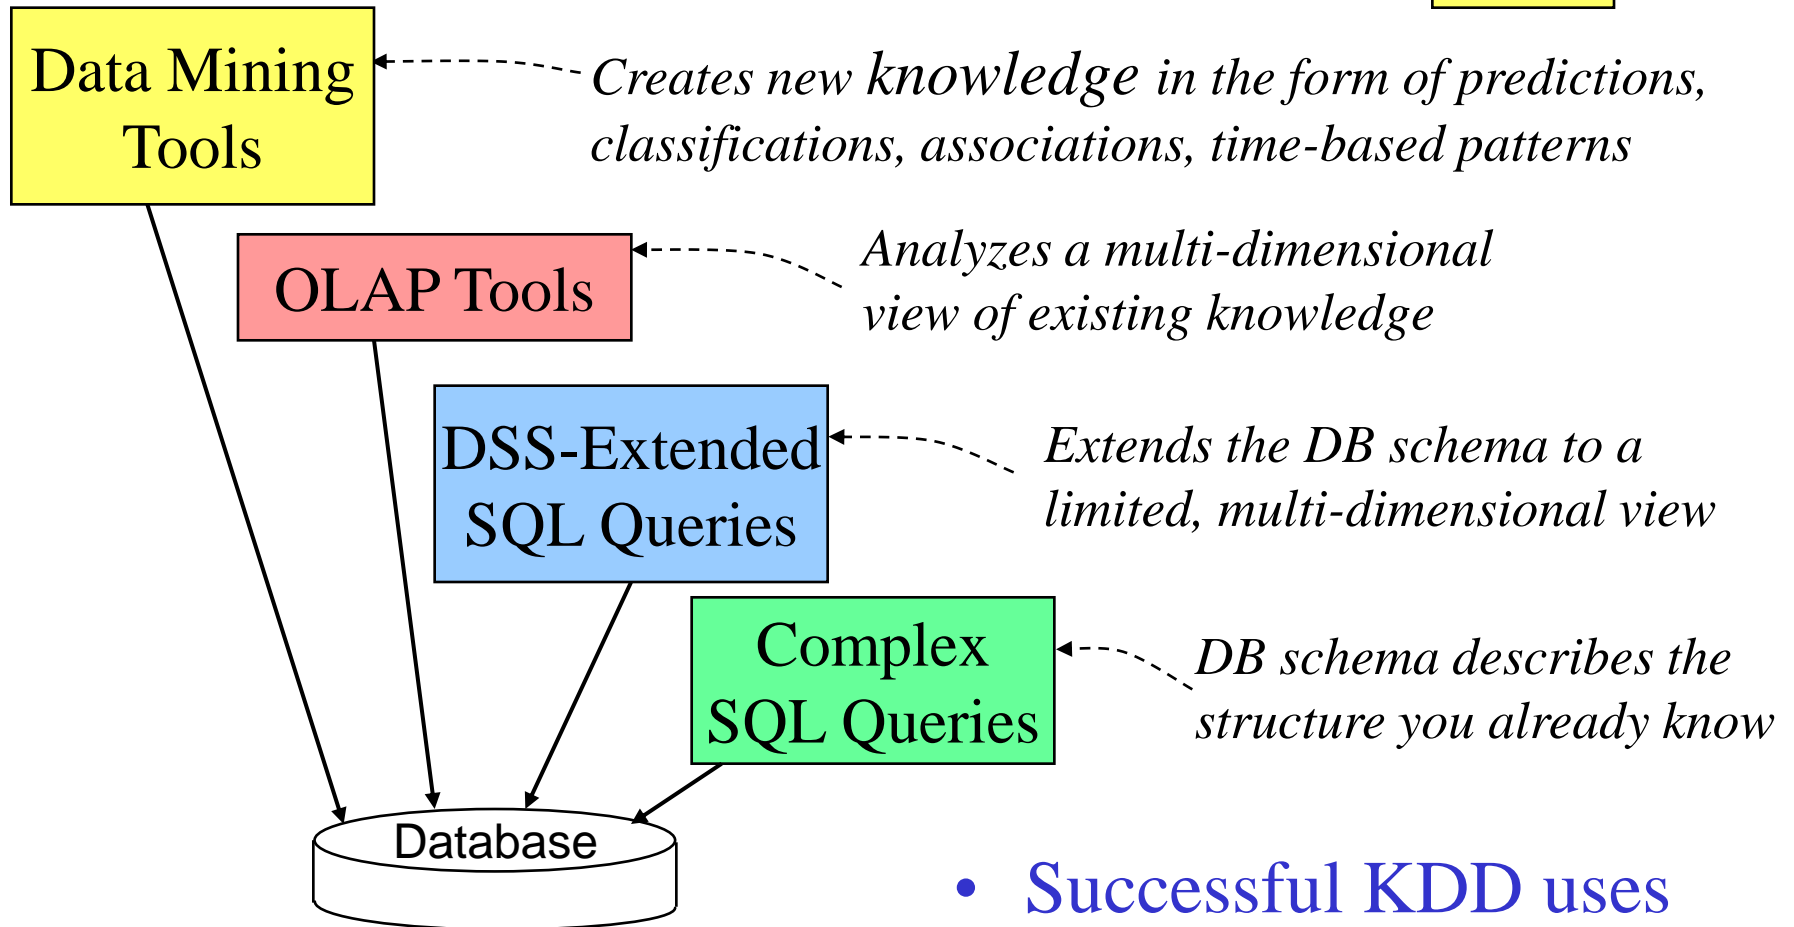 Data Mining
Tools
Creates new knowledge in the form of predictions,
classifications, associations, time-based patterns
OLAP Tools
Analyzes a multi-dimensional
view of existing knowledge
DSS-Extended
SQL Queries
Extends the DB schema to a
limited, multi-dimensional view
Complex
SQL Queries
DB schema describes the
structure you already know
Database
• Successful KDD uses